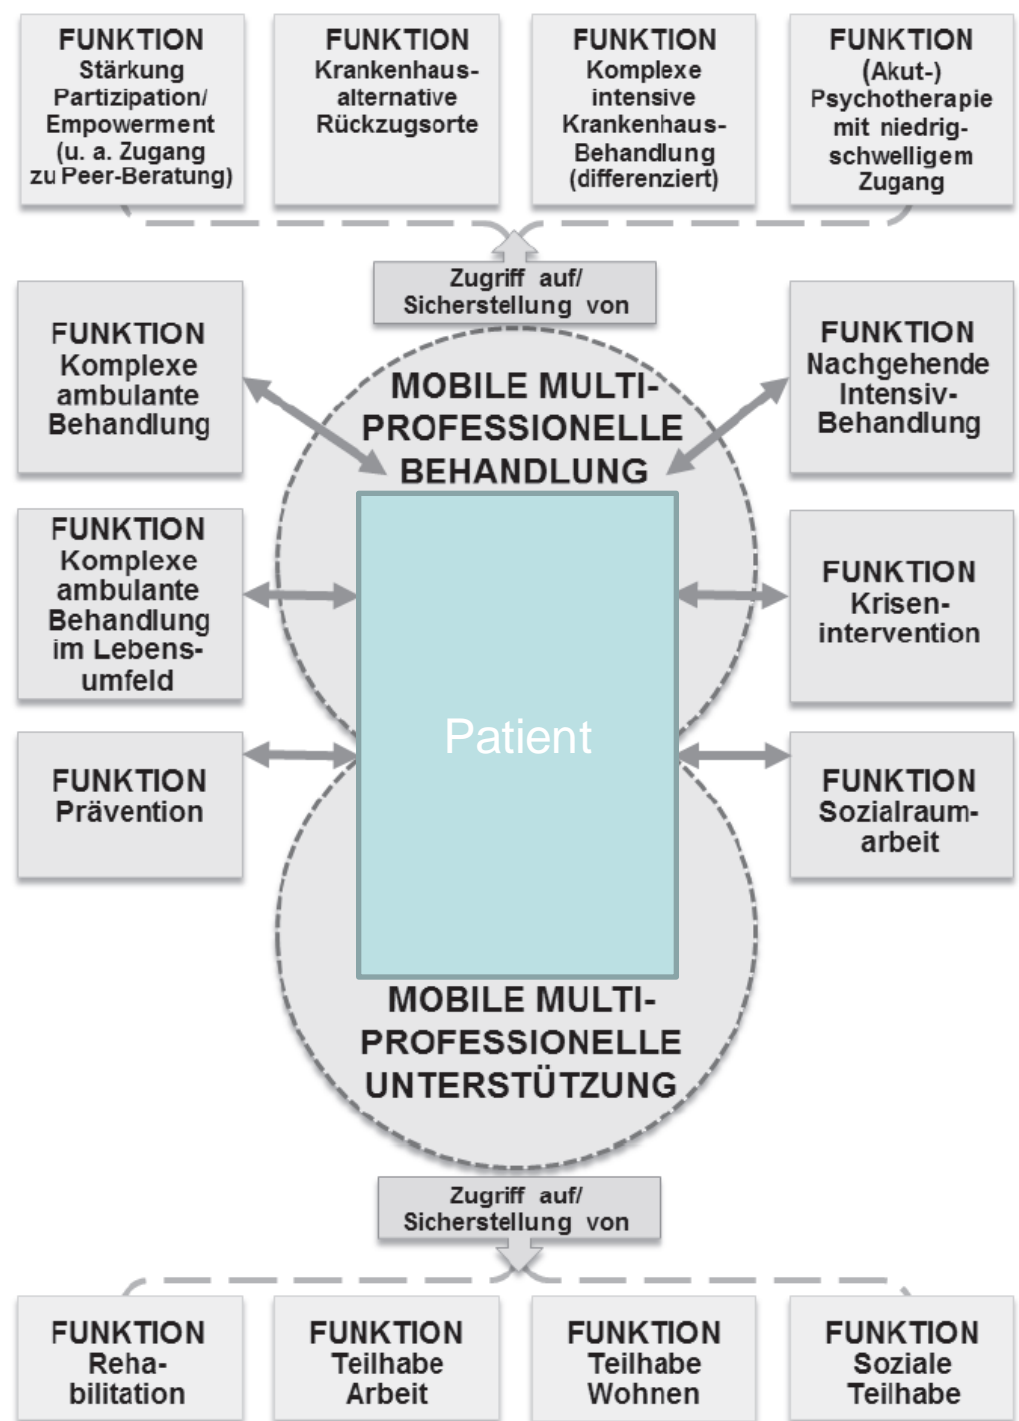 FUNKTION
Stärkung
Partizipation/
Empowerment
(u. a. Zugang
zu Peer-Beratung)
FUNKTION
Krankenhaus-
alternative
Rückzugsorte
FUNKTION
Komplexe
intensive
Krankenhaus-
Behandlung
(differenziert)
FUNKTION
(Akut-)
Psychotherapie
mit niedrig-
schwelligem
Zugang
Zugriff auf/
Sicherstellung von
FUNKTION
Komplexe
ambulante
Behandlung
MOBILE MULTI-
PROFESSIONELLE
BEHANDLUNG
FUNKTION
Nachgehende
Intensiv-
Behandlung
FUNKTION
Komplexe
ambulante
Behandlung
im Lebens-
umfeld
FUNKTION
Krisen-
intervention
Patient
FUNKTION
Prävention
FUNKTION
Sozialraum-
arbeit
MOBILE MULTI-
PROFESSIONELLE
UNTERSTÜTZUNG
Zugriff auf/
Sicherstellung von
FUNKTION
Reha-
bilitation
FUNKTION
Teilhabe
Arbeit
FUNKTION
Teilhabe
Wohnen
FUNKTION
Soziale
Teilhabe